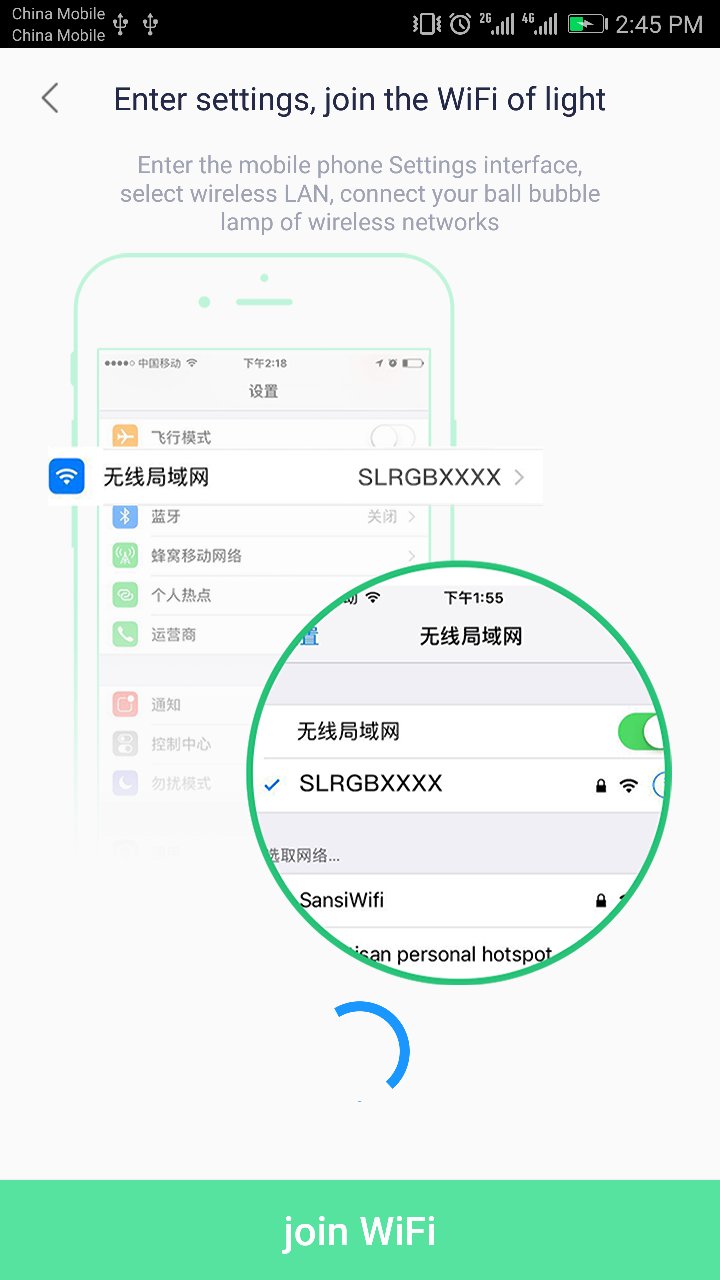 China Mobile
China Mobile
2G
4G
2:45 PM
Enter settings, join the WiFi of light
Enter the mobile phone Settings interface,
select wireless LAN, connect your ball bubble
lamp of wireless networks
中国移动
下午2:18
设置
飞行模式
无线局域网 SLRGBXXXX
蓝牙 关闭
蜂窝移动网络
个人热点
运营商
通知
控制中心
勿扰模式
动 下午1:55
置 无线局域网
无线局域网
SLRGBXXXX
选取网络...
SansiWifi
isan personal hotspot
join WiFi